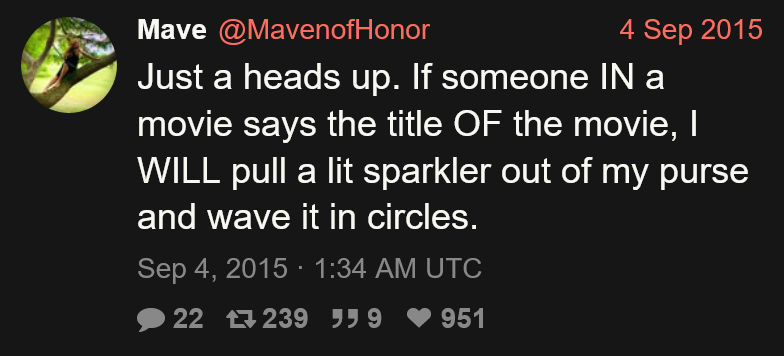 Mave @MavenofHonor 4 Sep 2015
Just a heads up. If someone IN a
movie says the title OF the movie, I
WILL pull a lit sparkler out of my purse
and wave it in circles.
Sep 4, 2015 · 1:34 AM UTC
22 239 9 951